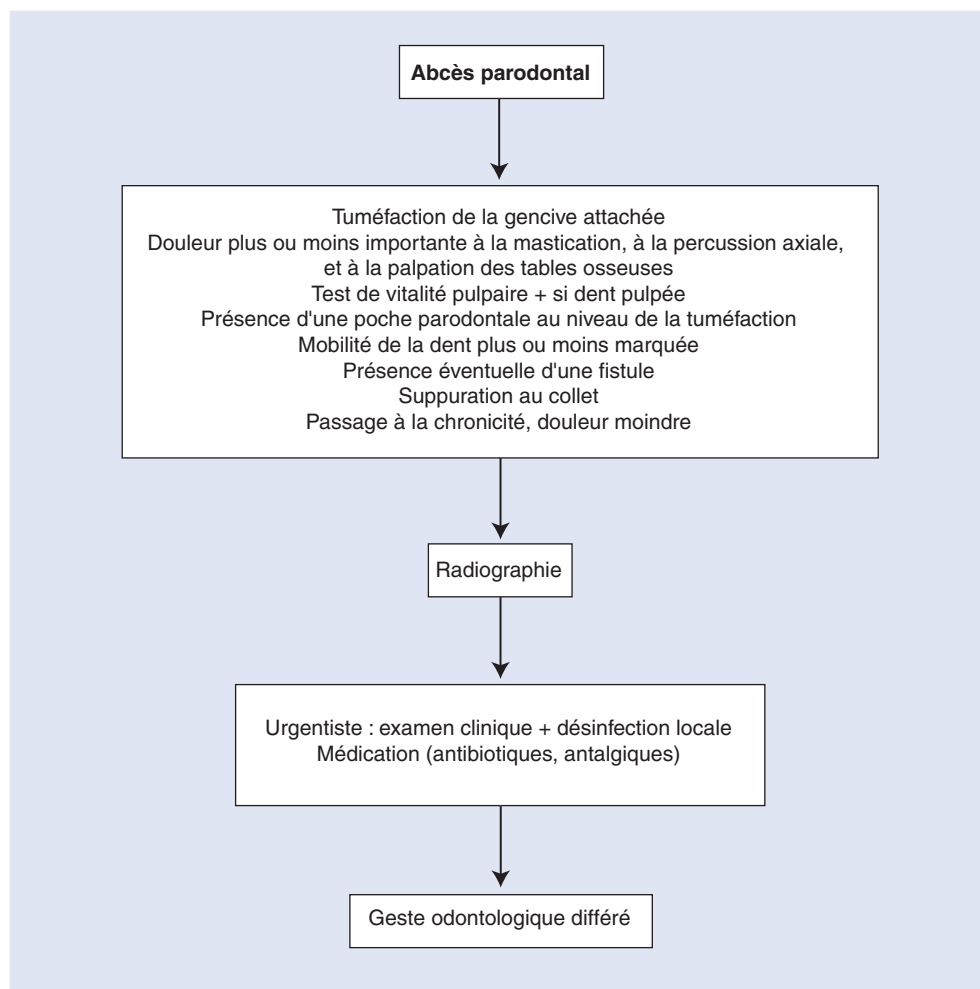 Abcès parodontal
Tuméfaction de la gencive attachée
Douleur plus ou moins importante à la mastication, à la percussion axiale,
et à la palpation des tables osseuses
Test de vitalité pulpaire + si dent pulpée
Présence d'une poche parodontale au niveau de la tuméfaction
Mobilité de la dent plus ou moins marquée
Présence éventuelle d'une fistule
Suppuration au collet
Passage à la chronicité, douleur moindre
Radiographie
Urgentiste : examen clinique + désinfection locale
Médication (antibiotiques, antalgiques)
Geste odontologique différé